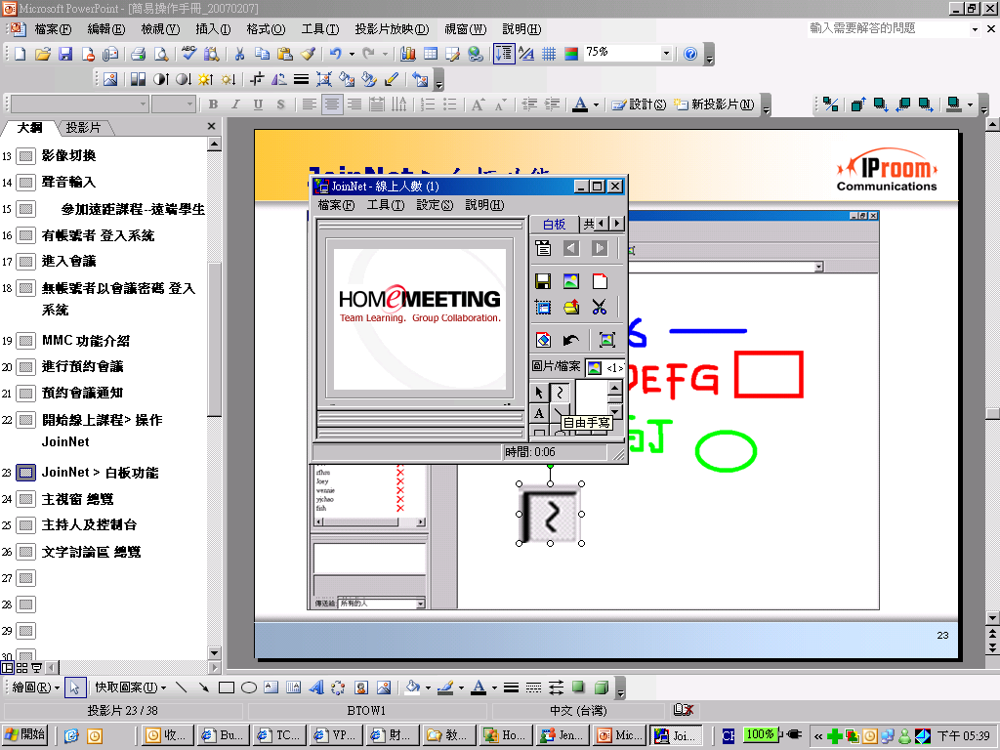 Microsoft PowerPoint - [簡易操作手冊_20070207]
檔案(F) 編輯(E) 檢視(V) 插入(I) 格式(O) 工具(T) 投影片放映(D) 視窗(W) 說明(H)
輸入需要解答的問題
75%
B I U S
設計(S) 新投影片(N)
大綱 投影片
13 影像切換
14 聲音輸入
15 參加遠距課程--遠端學生
16 有帳號者 登入系統
17 進入會議
18 無帳號者以會議密碼 登入
系統
19 MMC 功能介紹
20 進行預約會議
21 預約會議通知
22 開始線上課程> 操作
JoinNet
23 JoinNet > 白板功能
24 主視窗 總覽
25 主持人及控制台
26 文字討論區 總覽
27
28
29
30
IProom
Communications
JoinNet - 線上人數 (1)
檔案(F) 工具(T) 設定(S) 說明(H)
白板 共
HOMeMEETING
Team Learning. Group Collaboration.
圖片/檔案 <1>
A
自由手寫
時間: 0:06
DEFG
Joey
wennie
yjchao
fish
傳送給: 所有的人
23
繪圖(R) 快取圖案(U)
投影片 23 / 38 BTOW1 中文 (台灣)
開始 收... Bu... TC... VP... 財... 教... Ho... Jen... Mic... Joi... 100% 下午 05:39